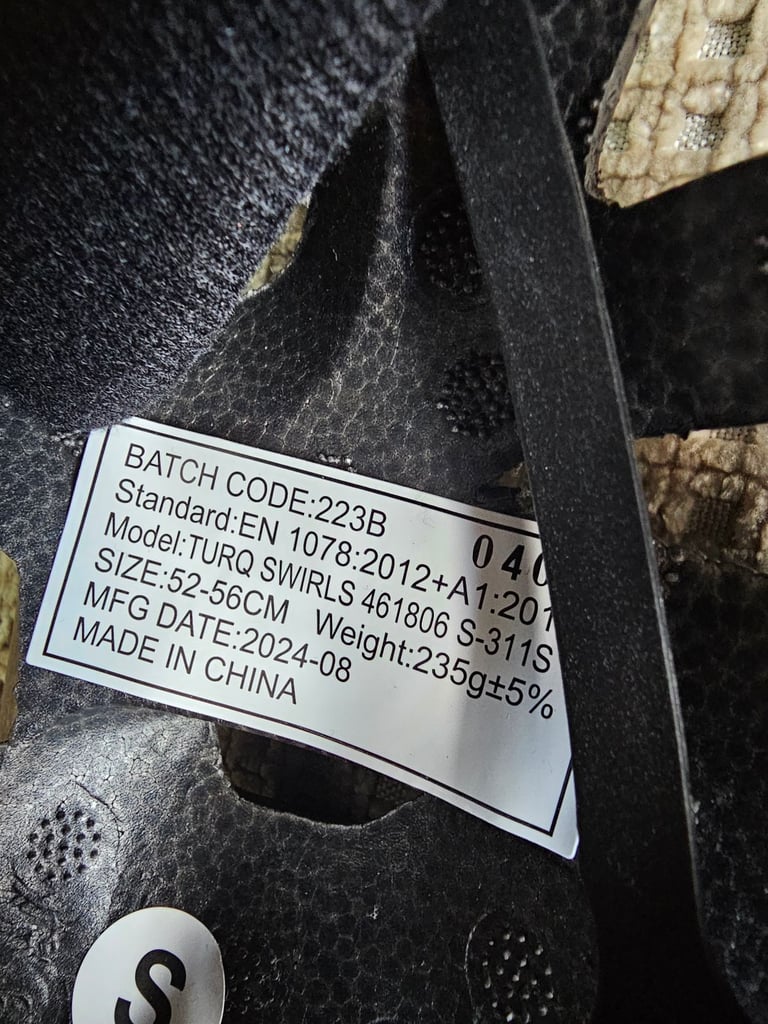 BATCH CODE:223B
040
Standard:EN 1078:2012+A1:201
Model:TURQ SWIRLS 461806 S-311S
SIZE:52-56CM Weight:235g±5%
MFG DATE:2024-08
MADE IN CHINA
S